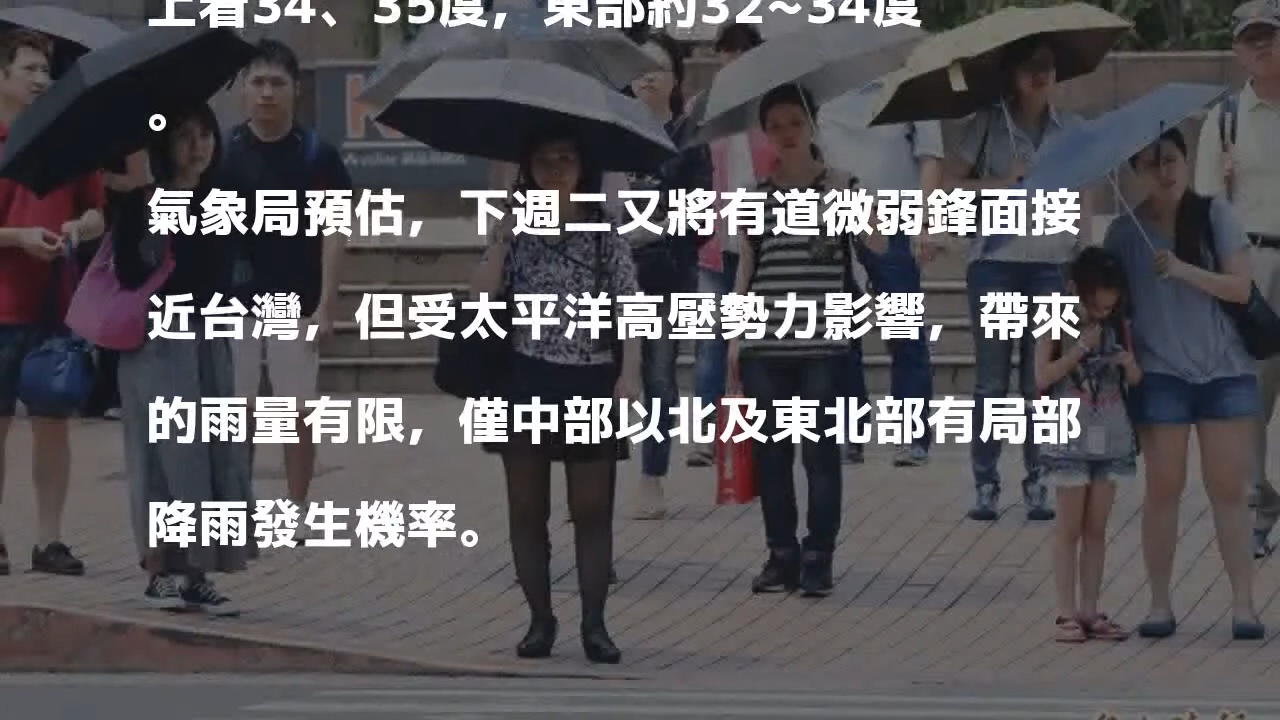 上看34、35度，東部約32~34度
。
氣象局預估，下週二又將有道微弱鋒面接
近台灣，但受太平洋高壓勢力影響，帶來
的雨量有限，僅中部以北及東北部有局部
降雨發生機率。